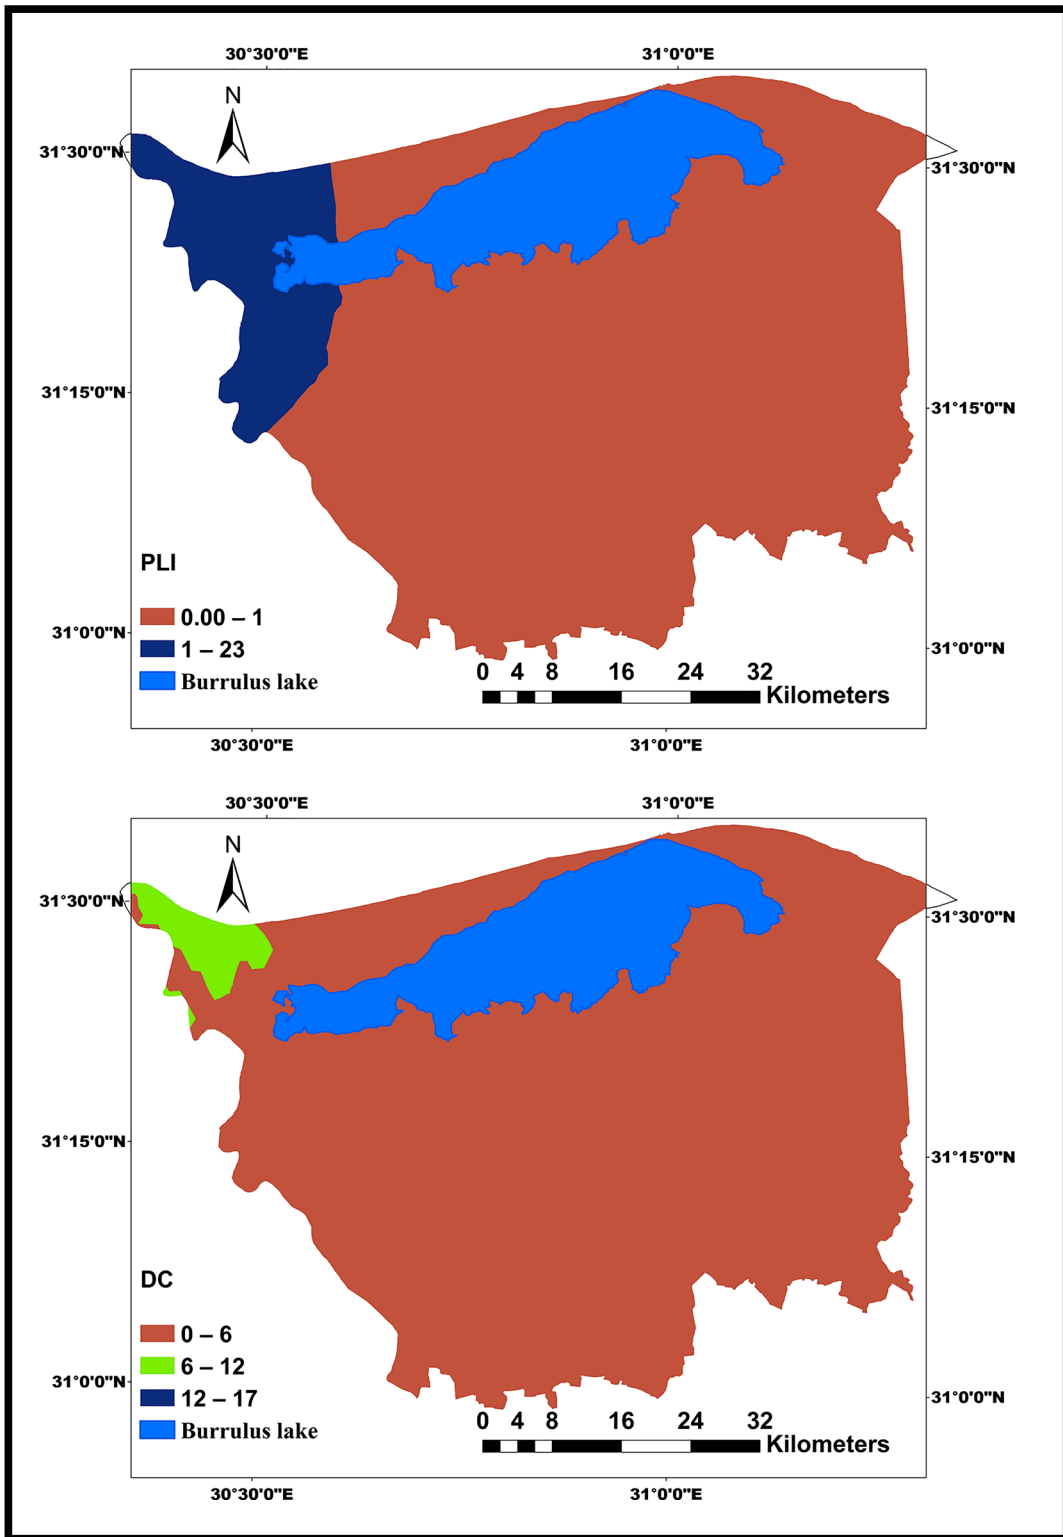 30°30'0"E 31°0'0"E
N
31°30'0"N 31°30'0"N
31°15'0"N 31°15'0"N
PLI
0.00 – 1
1 – 23
31°0'0"N 31°0'0"N
Burrulus lake
0 4 8 16 24 32
Kilometers
30°30'0"E 31°0'0"E
30°30'0"E 31°0'0"E
N
31°30'0"N 31°30'0"N
31°15'0"N 31°15'0"N
DC
0 – 6
6 – 12
31°0'0"N 31°0'0"N
12 – 17
Burrulus lake
0 4 8 16 24 32
Kilometers
30°30'0"E 31°0'0"E